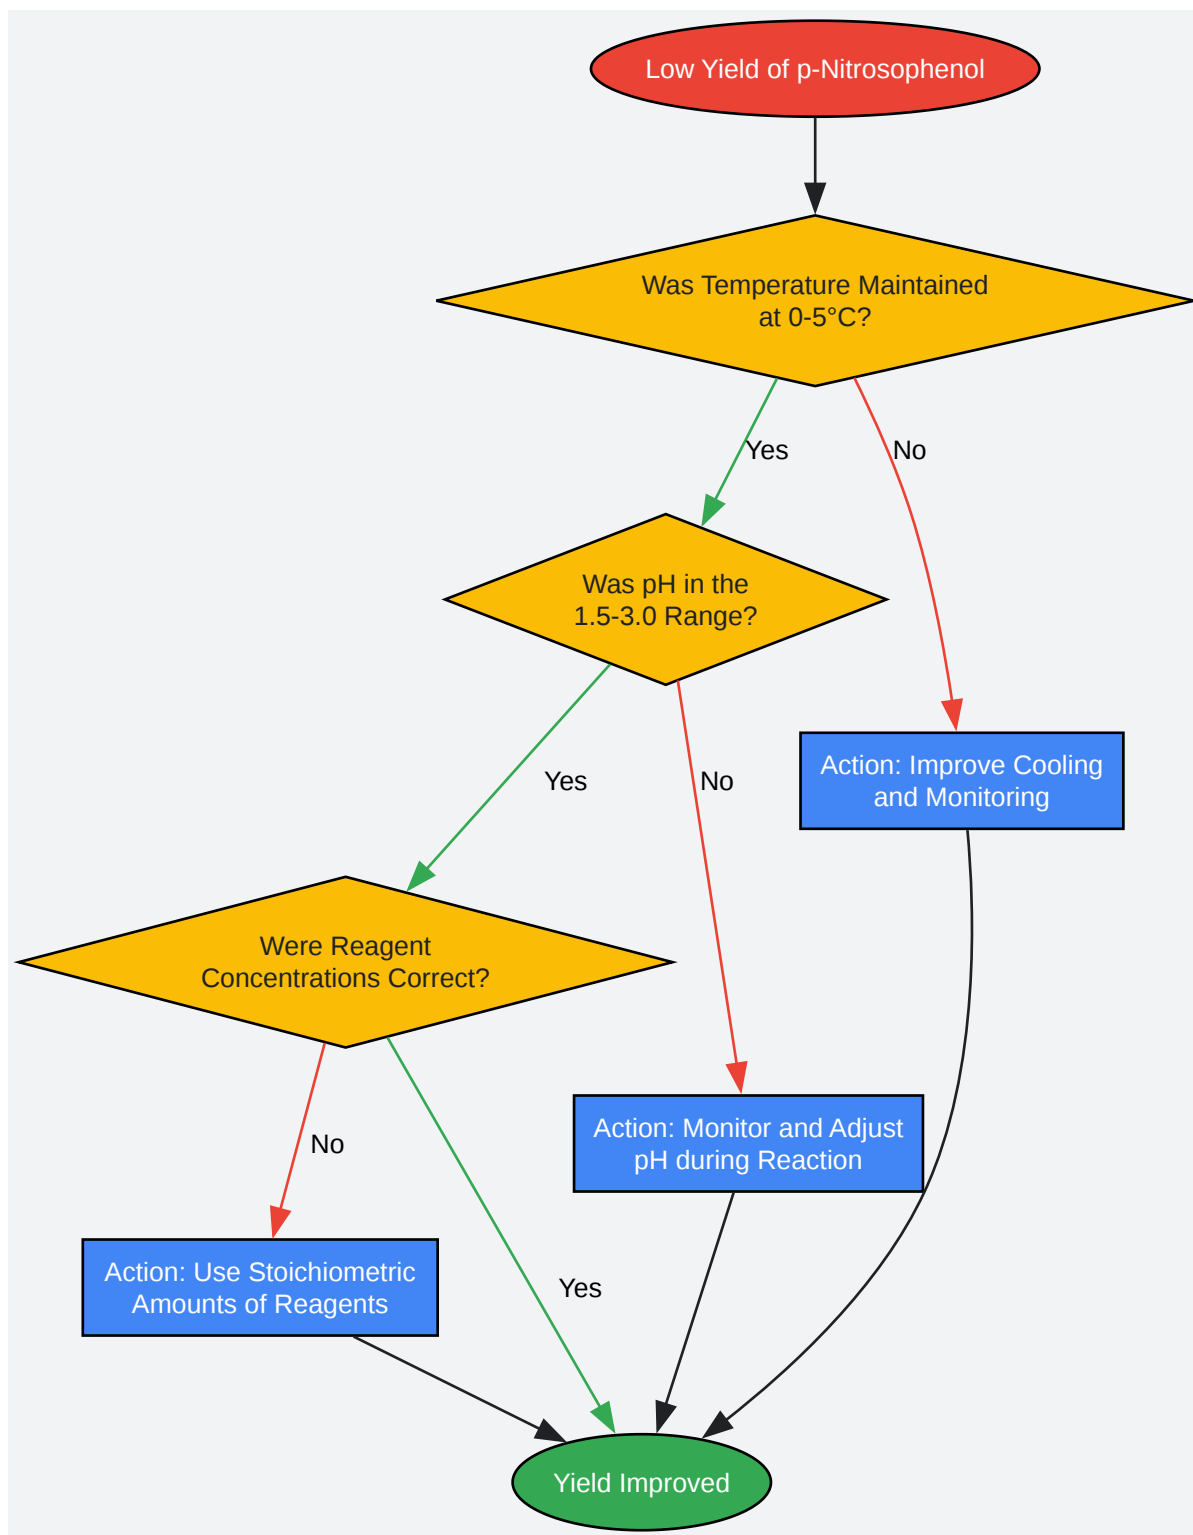 Low Yield of p-Nitrosophenol
Was Temperature Maintained
at 0-5°C?
Yes
No
Was pH in the
1.5-3.0 Range?
Yes
No
Action: Improve Cooling
and Monitoring
Were Reagent
Concentrations Correct?
No
Yes
Action: Monitor and Adjust
pH during Reaction
Action: Use Stoichiometric
Amounts of Reagents
Yield Improved